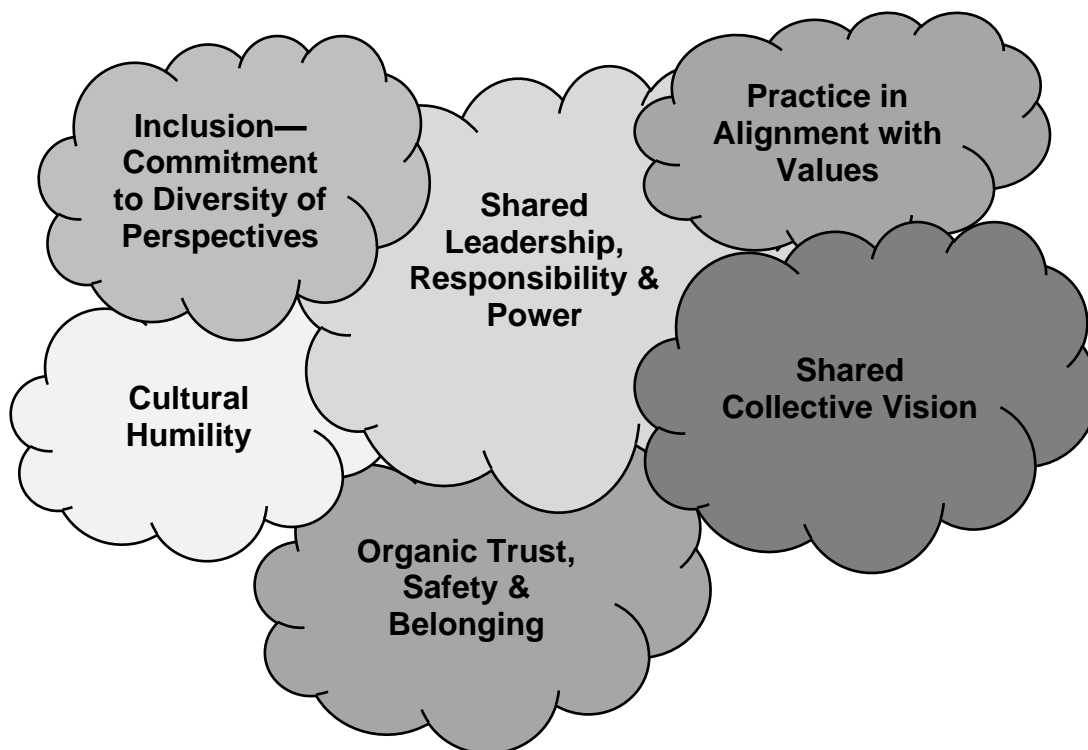 Inclusion—
Commitment
to Diversity of
Perspectives
Shared
Leadership,
Responsibility &
Power
Practice in
Alignment with
Values
Cultural
Humility
Shared
Collective Vision
Organic Trust,
Safety &
Belonging